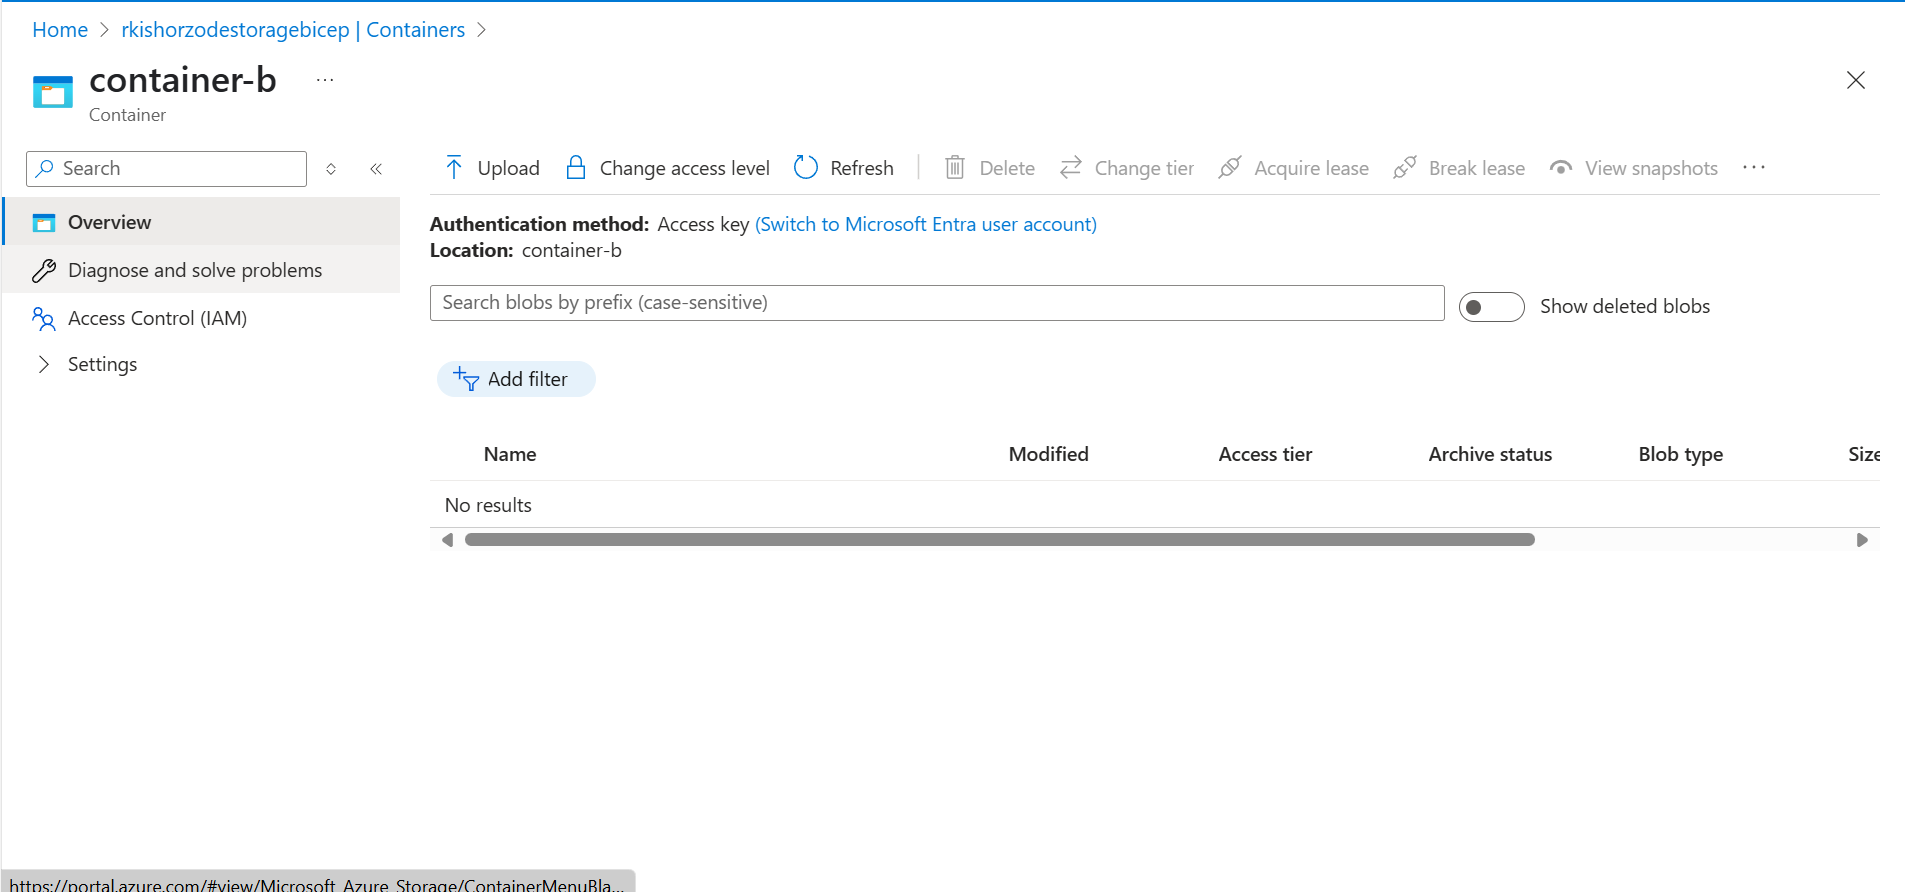 Home > rkishorzodestoragebicep | Containers >
container-b ...
Container
Search
Upload Change access level Refresh Delete Change tier Acquire lease Break lease View snapshots ...
Overview
Diagnose and solve problems
Access Control (IAM)
Settings
Authentication method: Access key (Switch to Microsoft Entra user account)
Location: container-b
Search blobs by prefix (case-sensitive)
Show deleted blobs
Add filter
Name Modified Access tier Archive status Blob type Size
No results
https://portal.azure.com/#view/Microsoft_Azure_Storage/ContainerMenuBla...